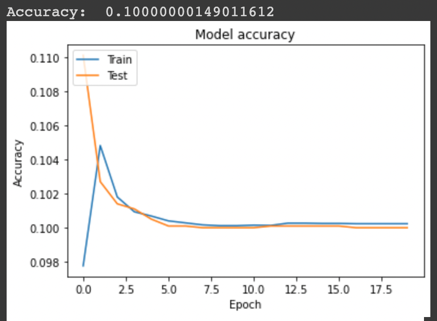 Accuracy: 0.10000000149011612
Model accuracy
Train
Test
Accuracy
0.110
0.108
0.106
0.104
0.102
0.100
0.098
0.0 2.5 5.0 7.5 10.0 12.5 15.0 17.5
Epoch